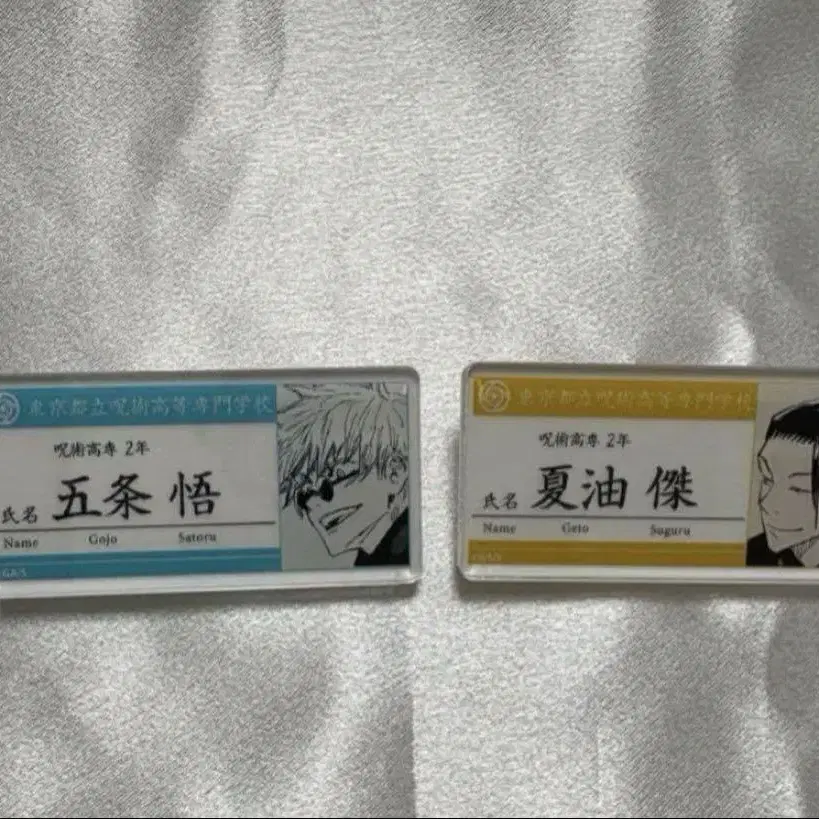 東京都立呪術高等専門学校
呪術高専 2年
氏名 五条 悟
Name Gojo Satoru
東京都立呪術高等専門学校
呪術高専 2年
氏名 夏油 傑
Name Geto Suguru